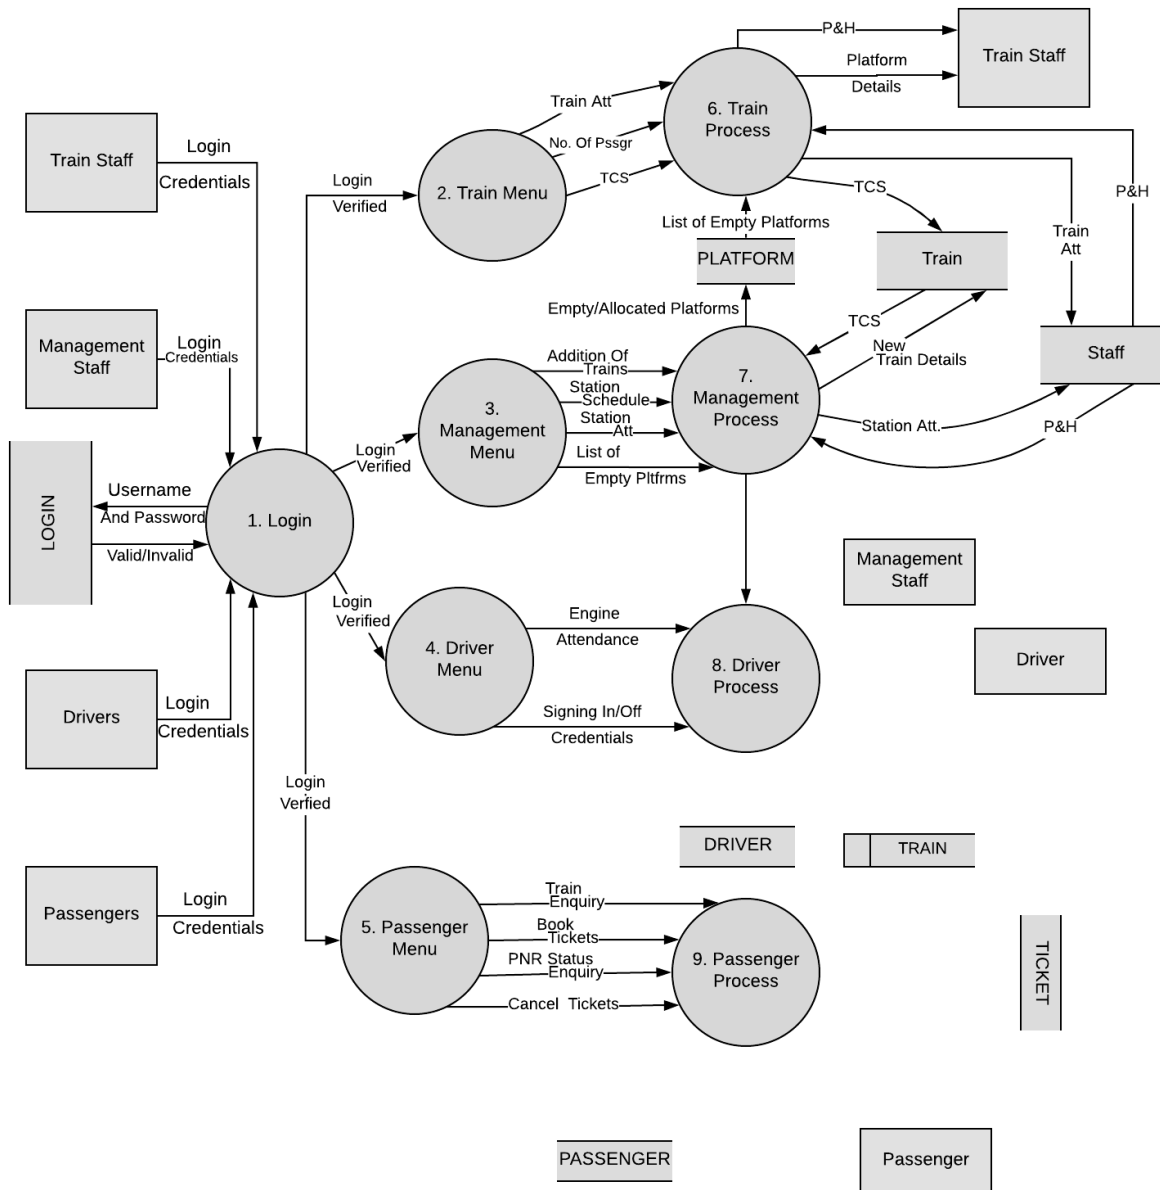 P&H
Train Staff
Platform
Details
6. Train
Process
Train Att
No. Of Pssgr
TCS
Train Staff
Login
Credentials
Login
Verified
2. Train Menu
TCS
P&H
List of Empty Platforms
PLATFORM
Train
Train
Att
Empty/Allocated Platforms
TCS
New
Train Details
Staff
Management
Staff
Login
Credentials
Addition Of
Trains
Station
Schedule
Station
Att
List of
Empty Pltfrms
3.
Management
Menu
7.
Management
Process
Station Att.
P&H
Login
Verified
LOGIN
Username
And Password
Valid/Invalid
1. Login
Management
Staff
Login
Verified
4. Driver
Menu
Engine
Attendance
Signing In/Off
Credentials
8. Driver
Process
Driver
Drivers
Login
Credentials
Login
Verfied
DRIVER
TRAIN
Passengers
Login
Credentials
5. Passenger
Menu
Train
Enquiry
Book
Tickets
PNR Status
Enquiry
Cancel Tickets
9. Passenger
Process
TICKET
PASSENGER
Passenger